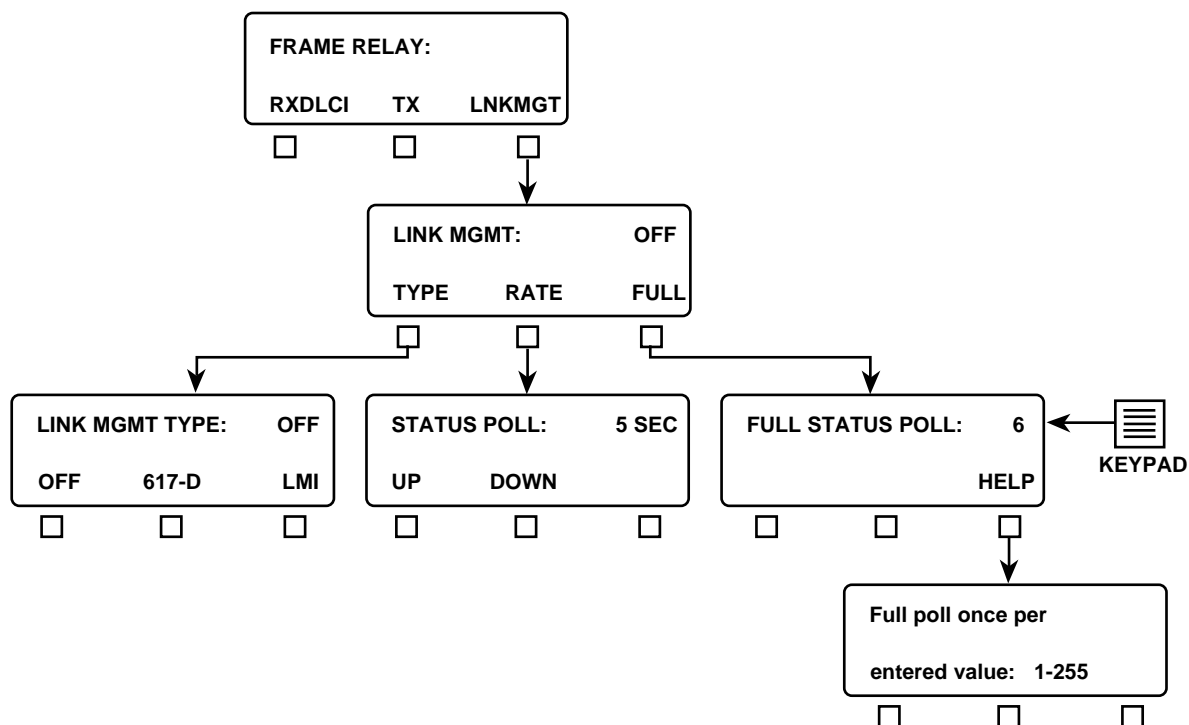 FRAME RELAY:
RXDLCI TX LNKMGT
LINK MGMT: OFF
TYPE RATE FULL
LINK MGMT TYPE: OFF
OFF 617-D LMI
STATUS POLL: 5 SEC
UP DOWN
FULL STATUS POLL: 6
HELP
KEYPAD
Full poll once per
entered value: 1-255